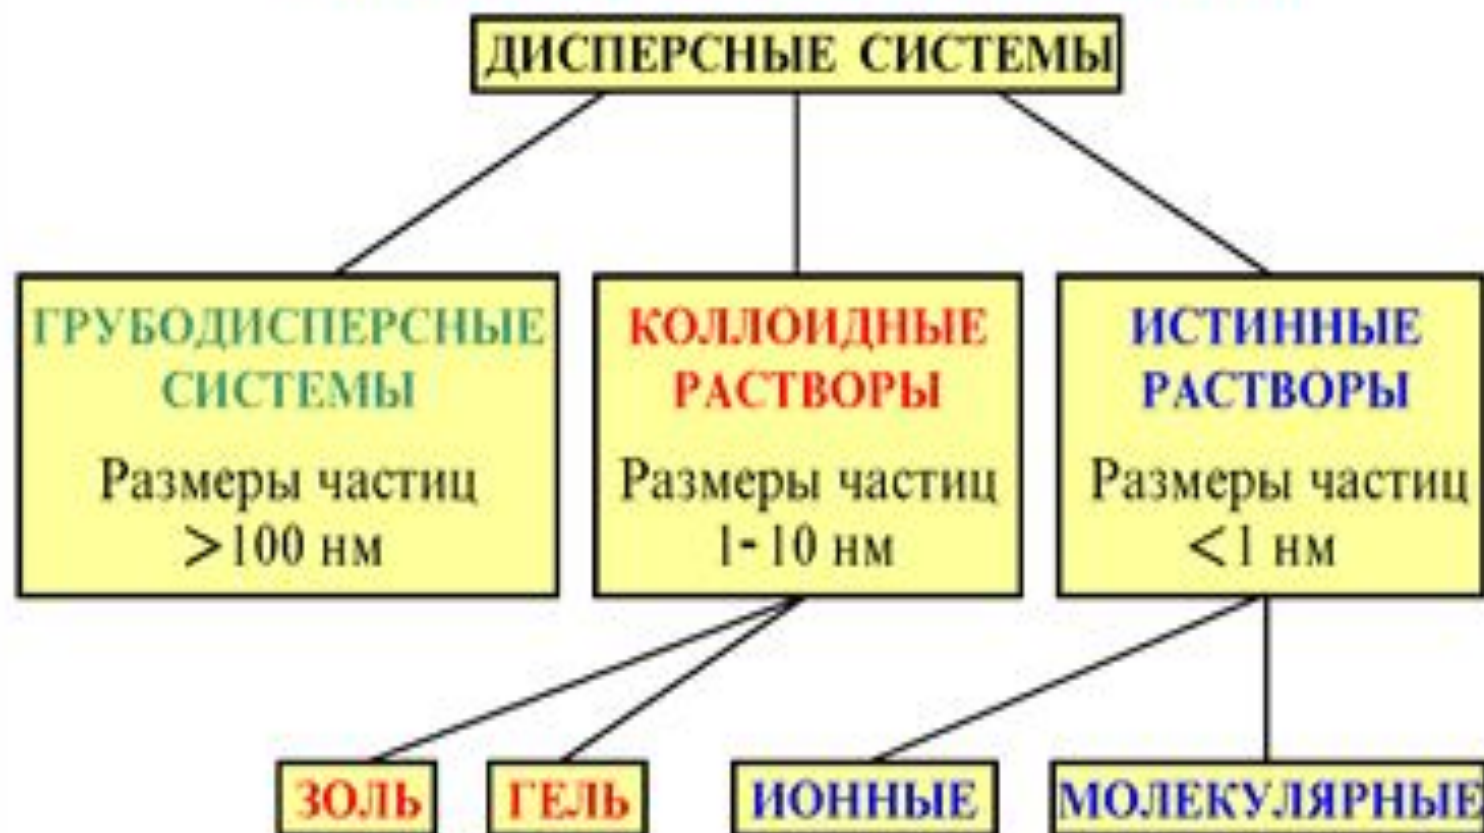 ДИСПЕРСНЫЕ СИСТЕМЫ
ГРУБОДИСПЕРСНЫЕ
СИСТЕМЫ
Размеры частиц
>100 нм
КОЛЛОИДНЫЕ
РАСТВОРЫ
Размеры частиц
1-10 нм
ИСТИННЫЕ
РАСТВОРЫ
Размеры частиц
<1 нм
ЗОЛЬ
ГЕЛЬ
ИОННЫЕ
МОЛЕКУЛЯРНЫЕ